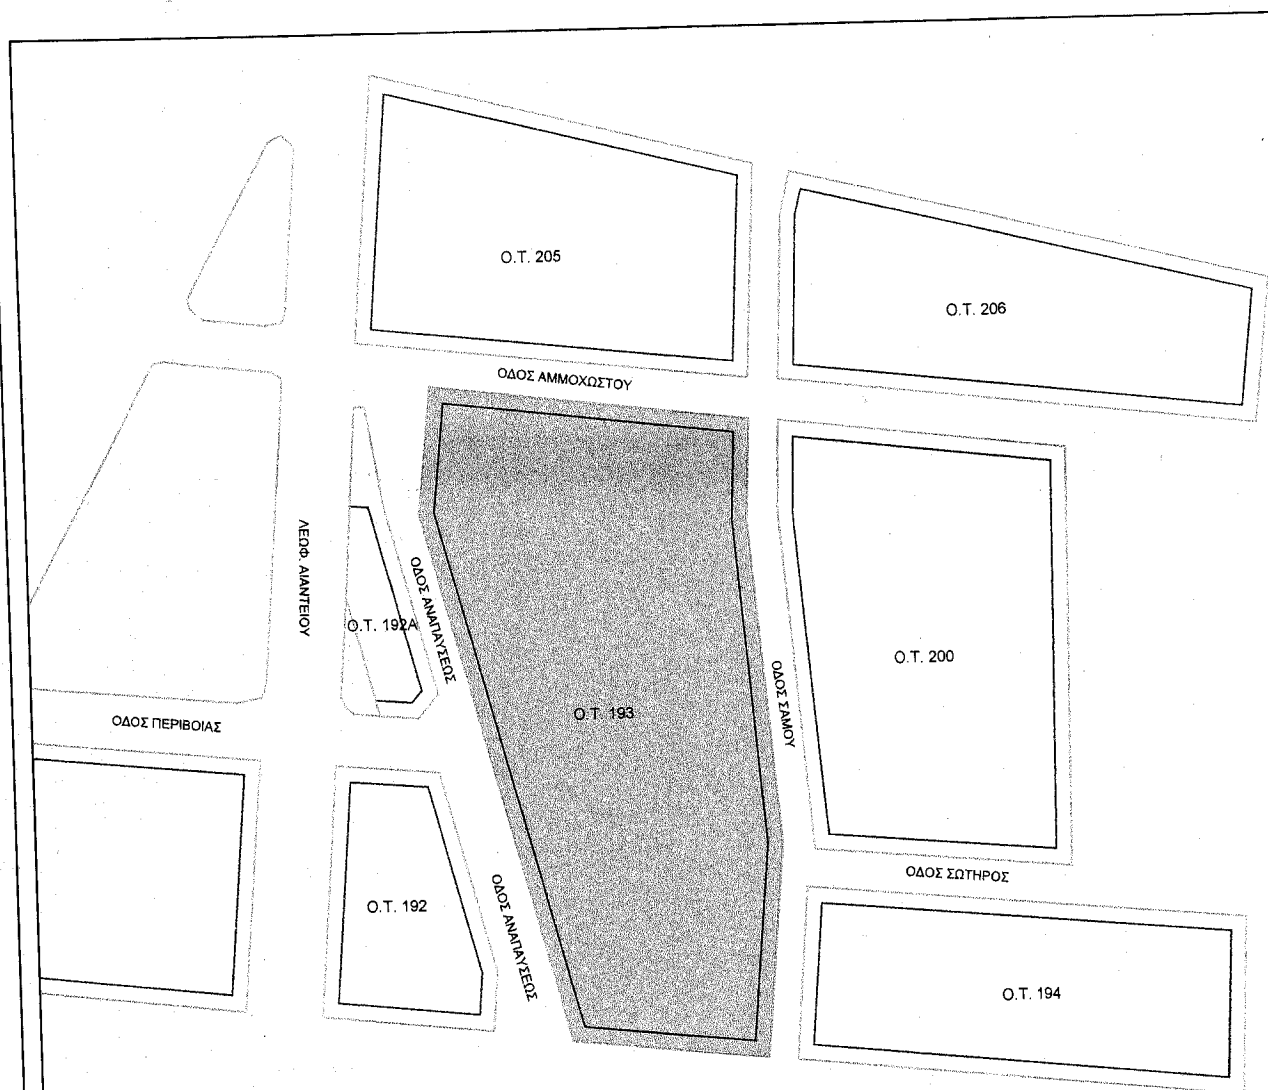 Ο.Τ. 205
Ο.Τ. 206
ΟΔΟΣ ΑΜΜΟΧΩΣΤΟΥ
ΛΕΩΦ. ΑΙΑΝΤΕΙΟΥ
ΟΔΟΣ ΑΝΑΠΑΥΣΕΩΣ
Ο.Τ. 192Α
Ο.Τ. 193
ΟΔΟΣ ΣΑΜΟΥ
Ο.Τ. 200
ΟΔΟΣ ΠΕΡΙΒΟΙΑΣ
ΟΔΟΣ ΣΩΤΗΡΟΣ
Ο.Τ. 192
ΟΔΟΣ ΑΝΑΠΑΥΣΕΩΣ
Ο.Τ. 194